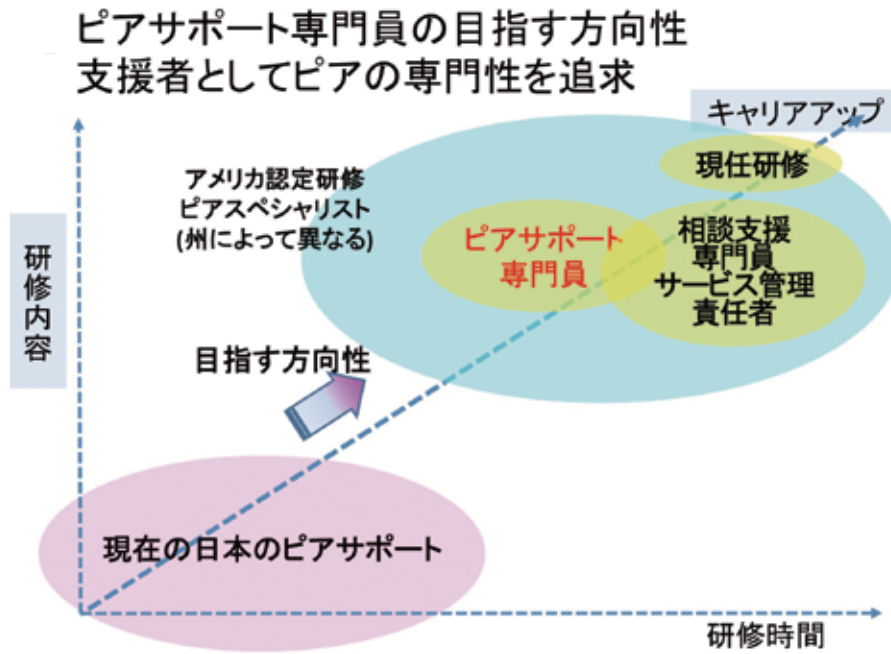 ピアサポート専門員の目指す方向性
支援者としてピアの専門性を追求
キャリアアップ
現任研修
アメリカ認定研修
ピアスペシャリスト
(州によって異なる)
ピアサポート
専門員
相談支援
専門員
サービス管理
責任者
研修内容
目指す方向性
現在の日本のピアサポート
研修時間